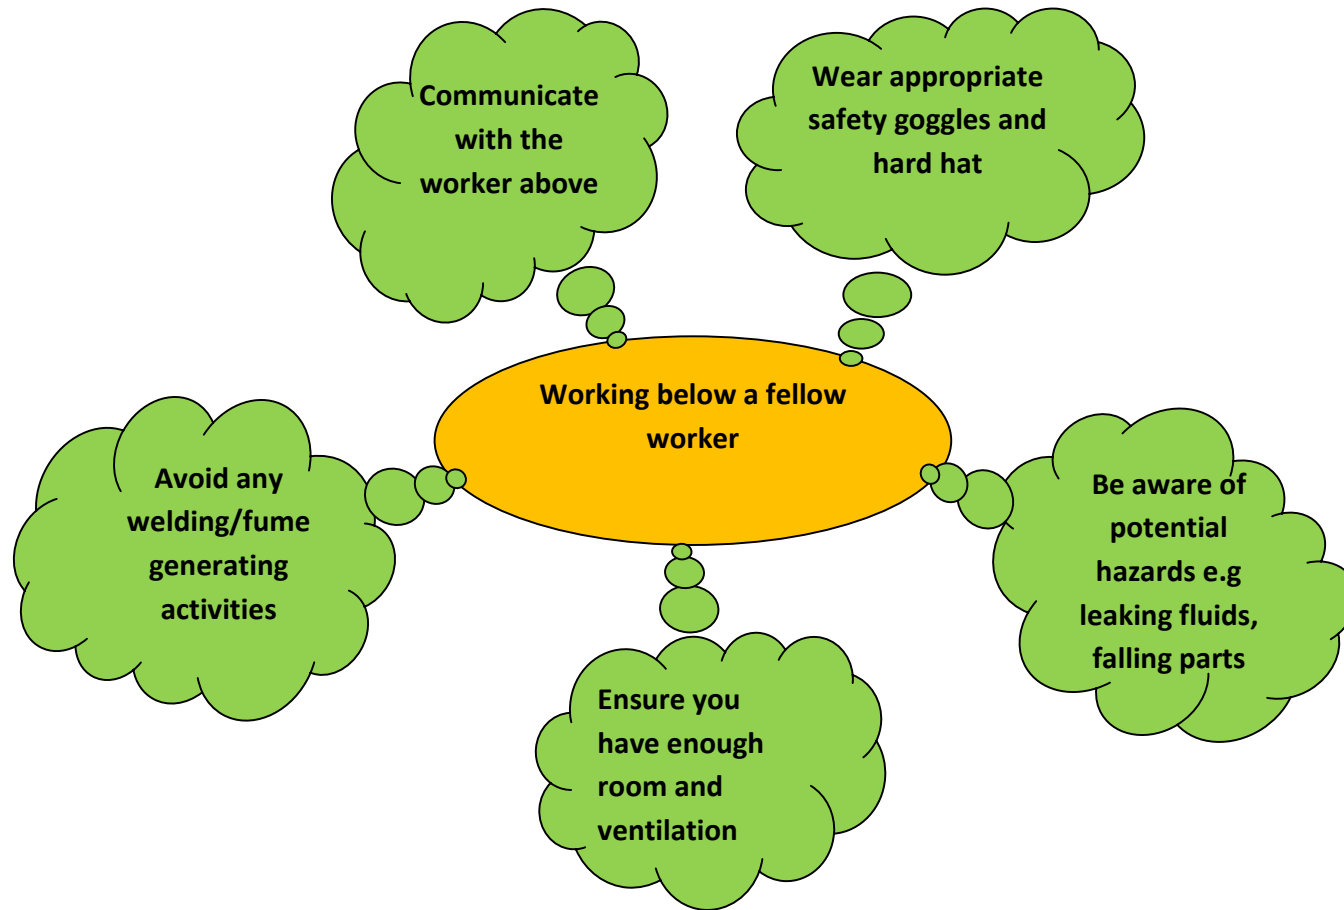 Communicate
with the
worker above
Wear appropriate
safety goggles and
hard hat
Working below a fellow
worker
Avoid any
welding/fume
generating
activities
Be aware of
potential
hazards e.g
leaking fluids,
falling parts
Ensure you
have enough
room and
ventilation